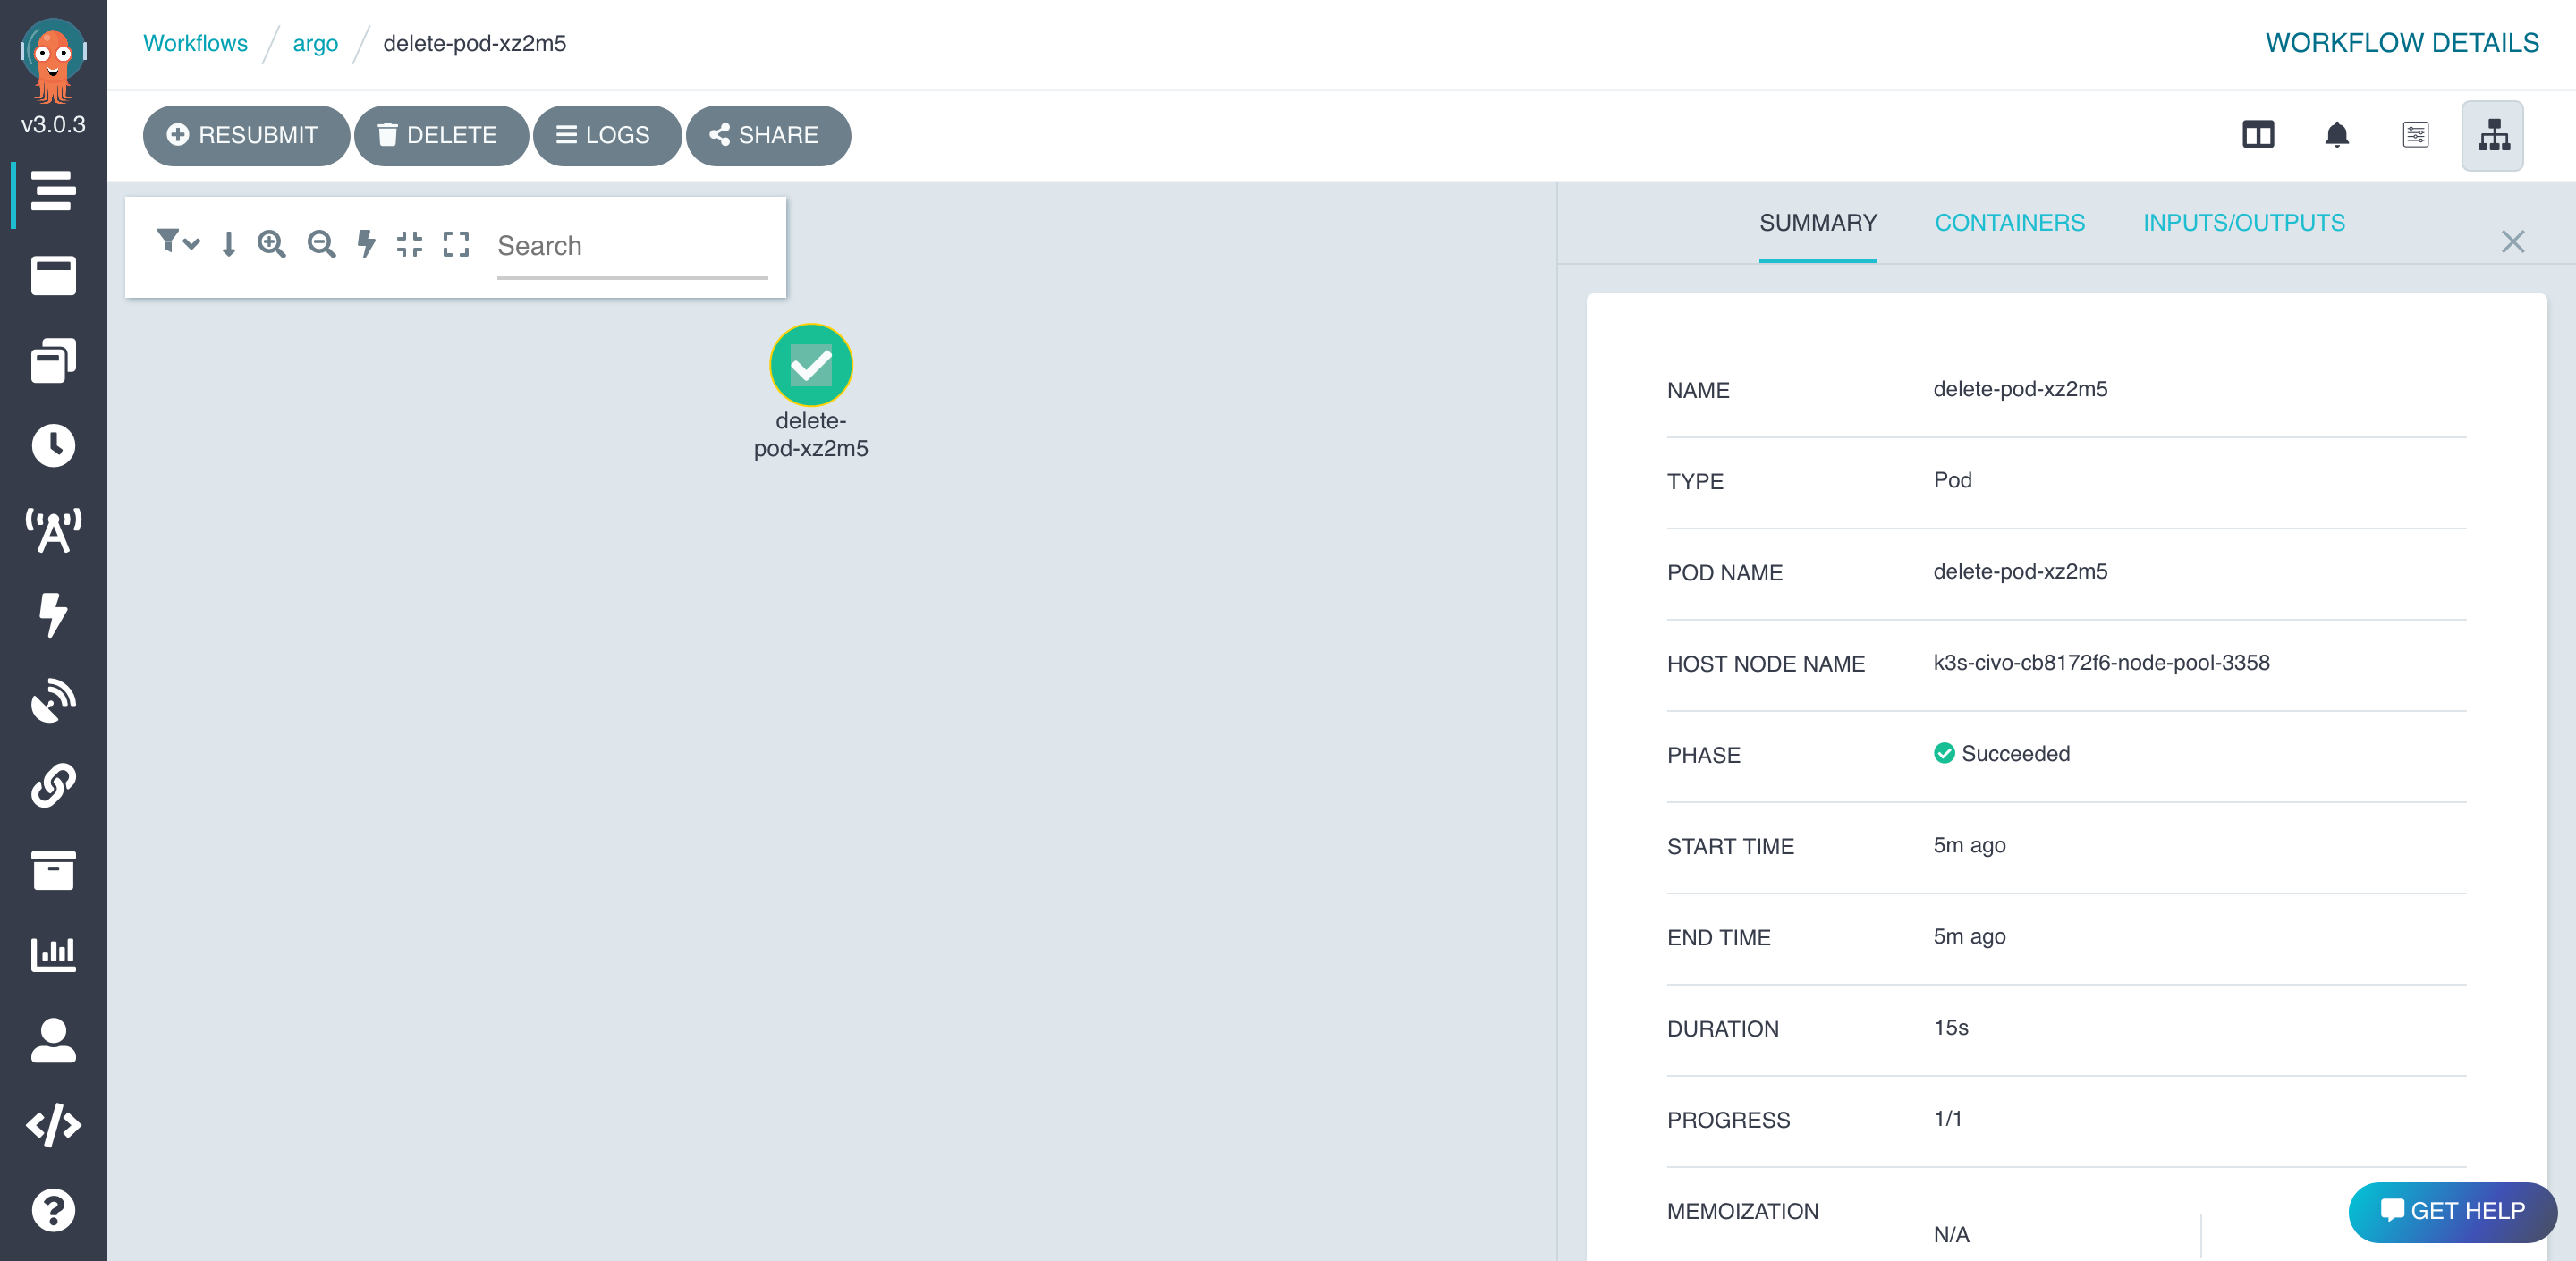 v3.0.3
Workflows / argo / delete-pod-xz2m5
WORKFLOW DETAILS
RESUBMIT
DELETE
LOGS
SHARE
Search
delete-
pod-xz2m5
SUMMARY
CONTAINERS
INPUTS/OUTPUTS
NAME delete-pod-xz2m5
TYPE Pod
POD NAME delete-pod-xz2m5
HOST NODE NAME k3s-civo-cb8172f6-node-pool-3358
PHASE Succeeded
START TIME 5m ago
END TIME 5m ago
DURATION 15s
PROGRESS 1/1
MEMOIZATION N/A
GET HELP